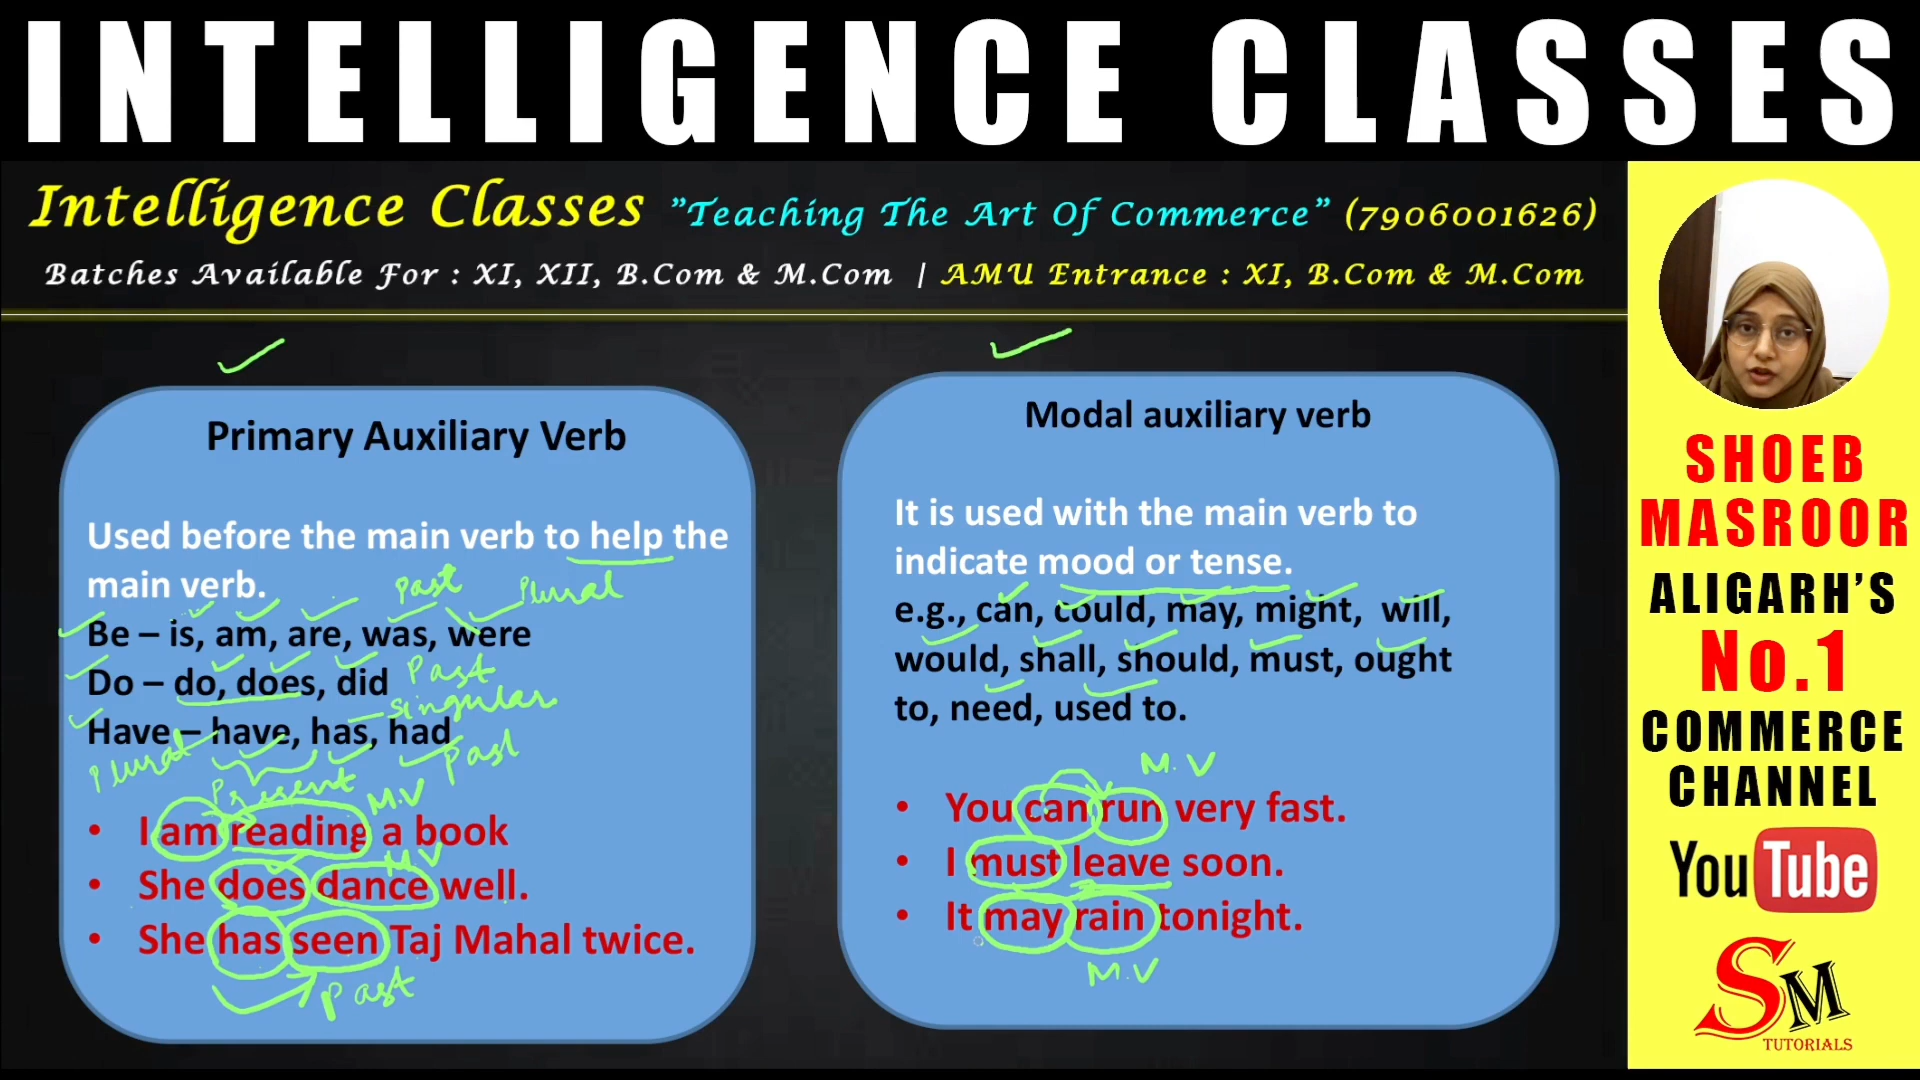 INTELLIGENCE CLASSES
Intelligence Classes "Teaching The Art Of Commerce" (7906001626)
Batches Available For : XI, XII, B.Com & M.Com | AMU Entrance : XI, B.Com & M.Com
Primary Auxiliary Verb
Used before the main verb to help the
main verb.
Past Plural
Be – is, am, are, was, were
Past
Do – do, does, did
singular
Have – have, has, had
Plural Past
Present
M.V
• I am reading a book
M V
• She does dance well.
• She has seen Taj Mahal twice.
Past
Modal auxiliary verb
It is used with the main verb to
indicate mood or tense.
e.g., can, could, may, might, will,
would, shall, should, must, ought
to, need, used to.
M.V
• You can run very fast.
• I must leave soon.
• It may rain tonight.
M.V
SHOEB
MASROOR
ALIGARH'S
No.1
COMMERCE
CHANNEL
YouTube
SM
TUTORIALS